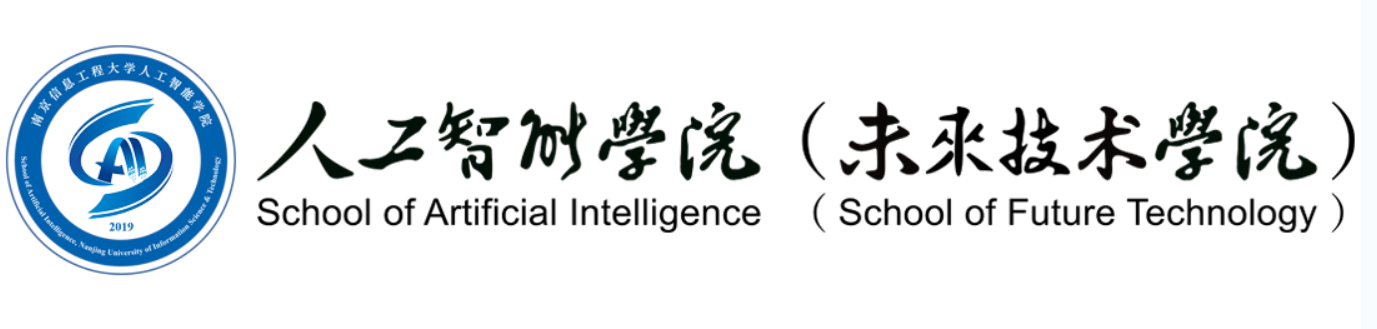 南京信息工程大学人工智能学院
SAI
2019
School of Artificial Intelligence, Nanjing University of Information Science & Technology
人工智能學院（未來技术學院）
School of Artificial Intelligence （ School of Future Technology ）